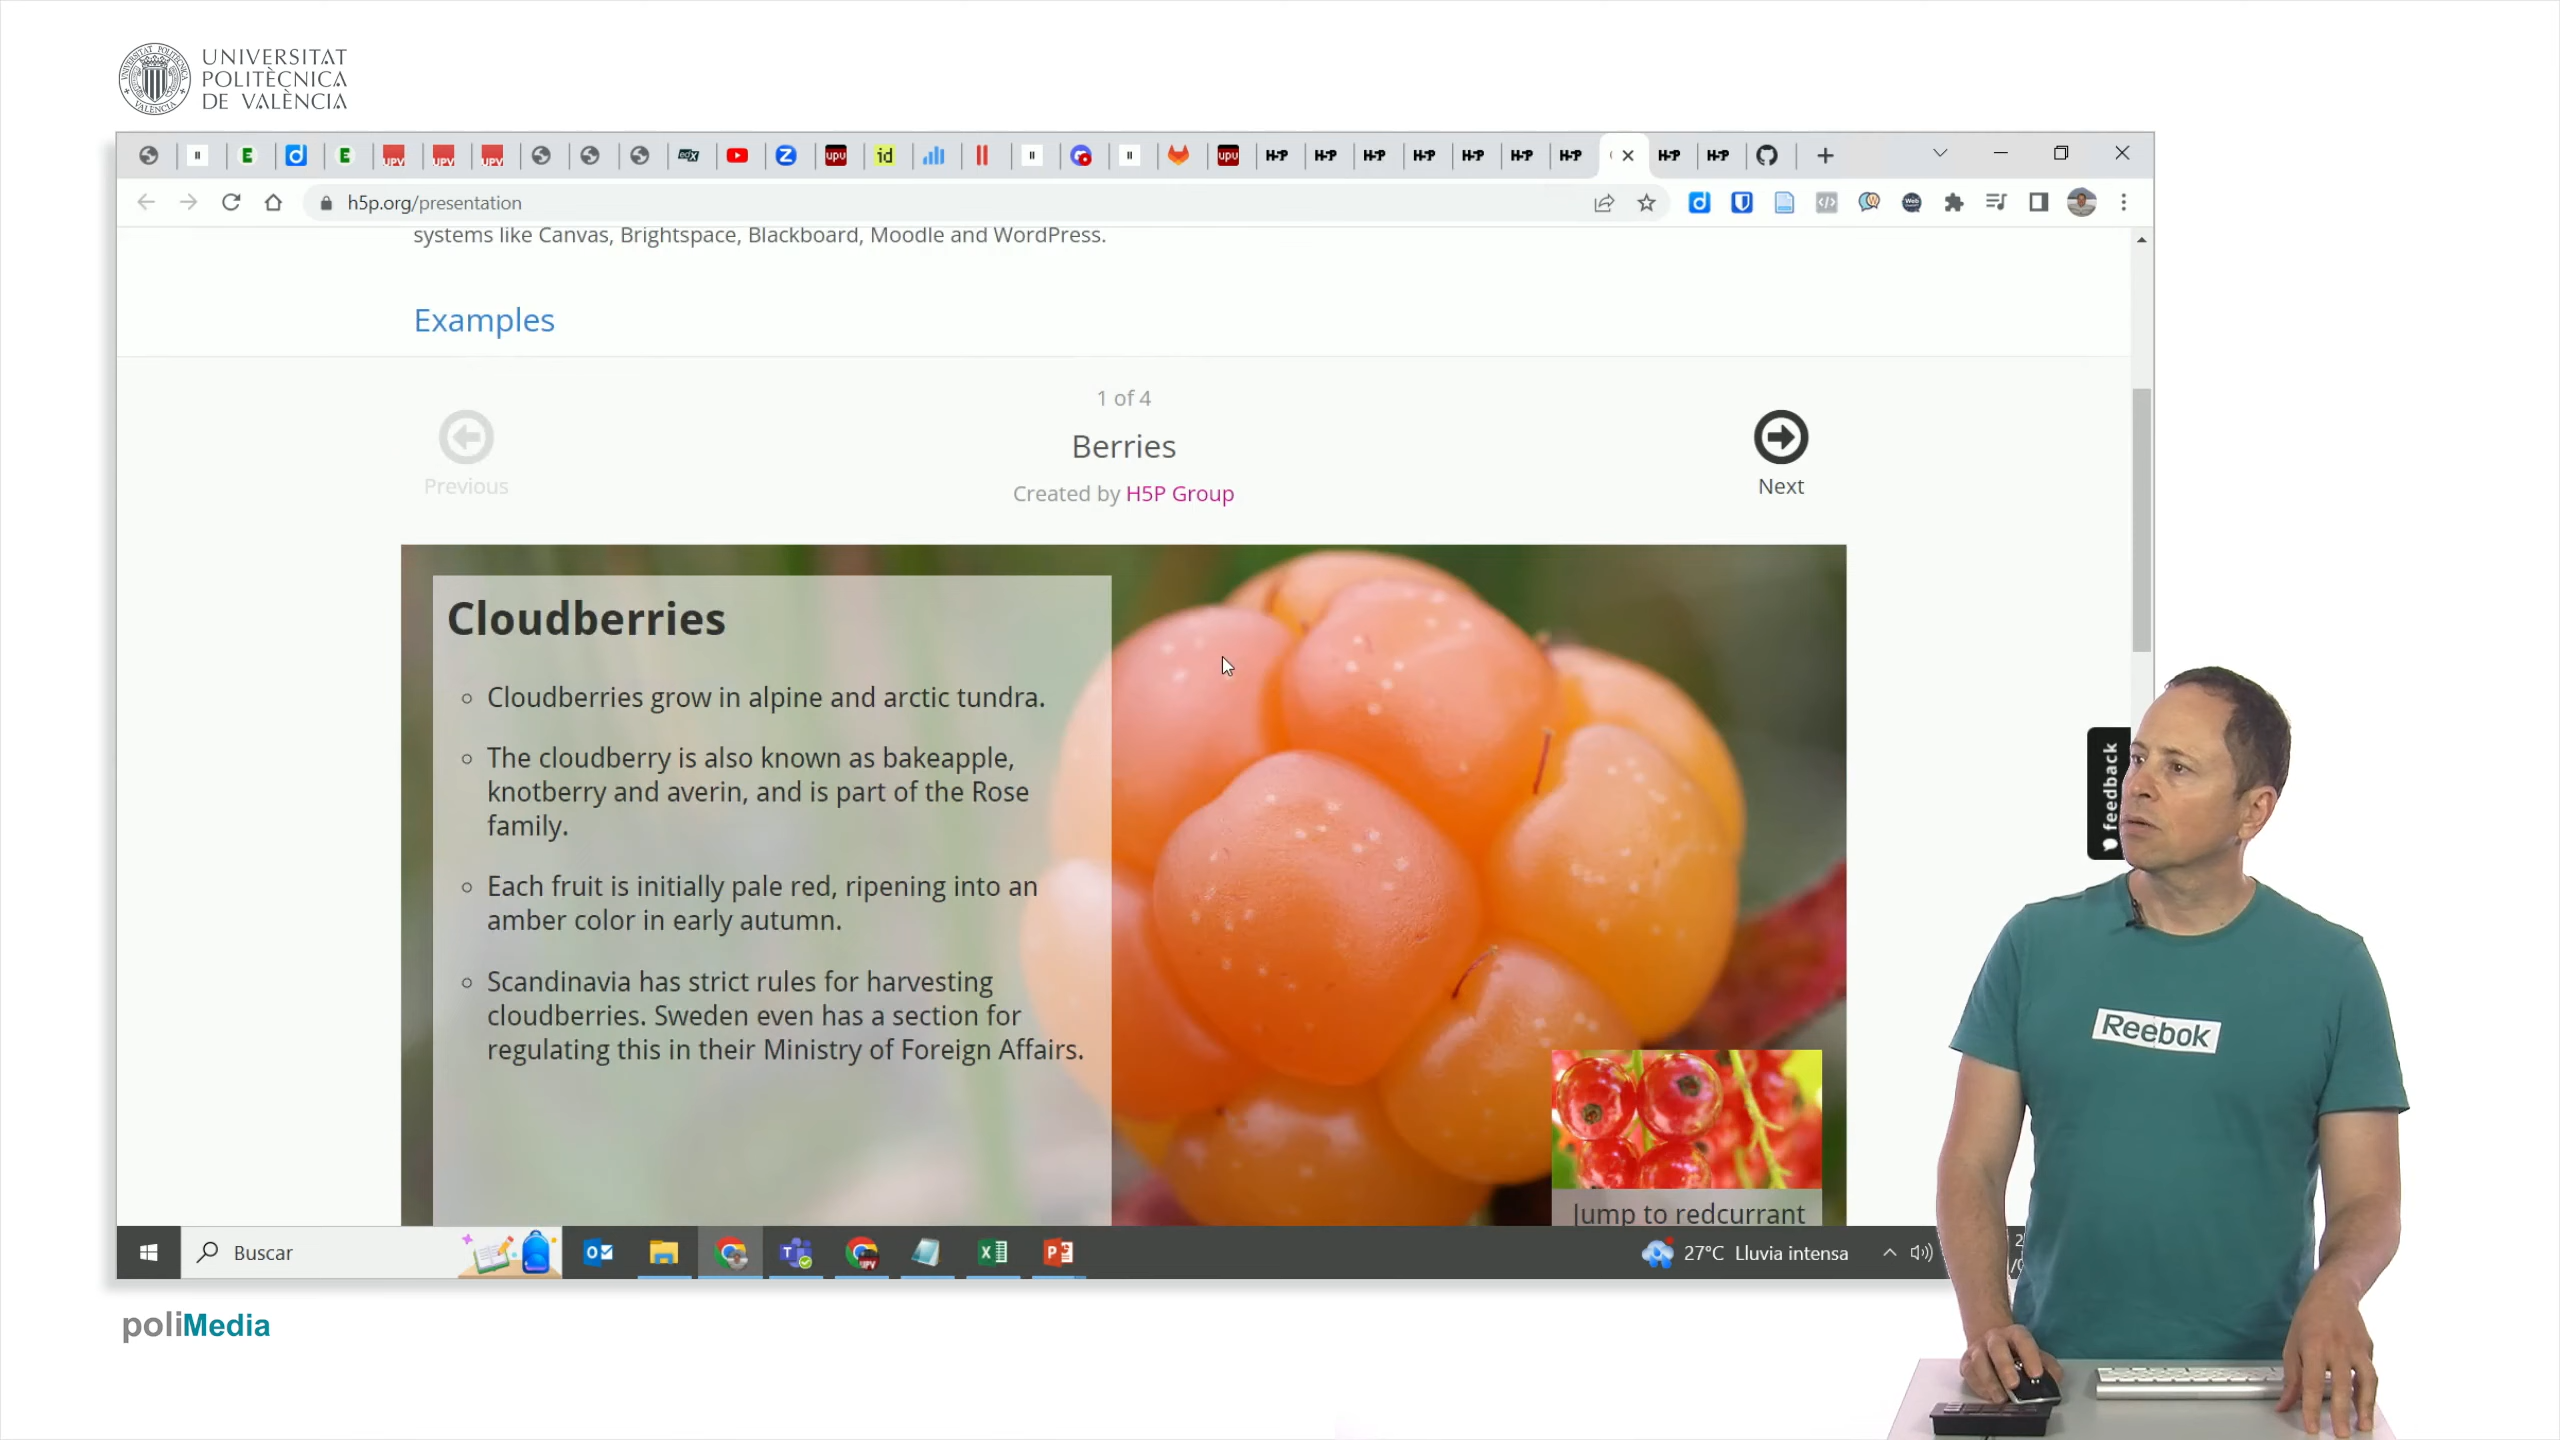 UNIVERSITAT
POLITÈCNICA
DE VALÈNCIA
h5p.org/presentation
systems like Canvas, Brightspace, Blackboard, Moodle and WordPress.
Examples
1 of 4
Berries
Previous
Next
Created by H5P Group
Cloudberries
Cloudberries grow in alpine and arctic tundra.
The cloudberry is also known as bakeapple,
knotberry and averin, and is part of the Rose
family.
Each fruit is initially pale red, ripening into an
amber color in early autumn.
Scandinavia has strict rules for harvesting
cloudberries. Sweden even has a section for
regulating this in their Ministry of Foreign Affairs.
Jump to redcurrant
feedback
Reebok
Buscar
27°C Lluvia intensa
poliMedia